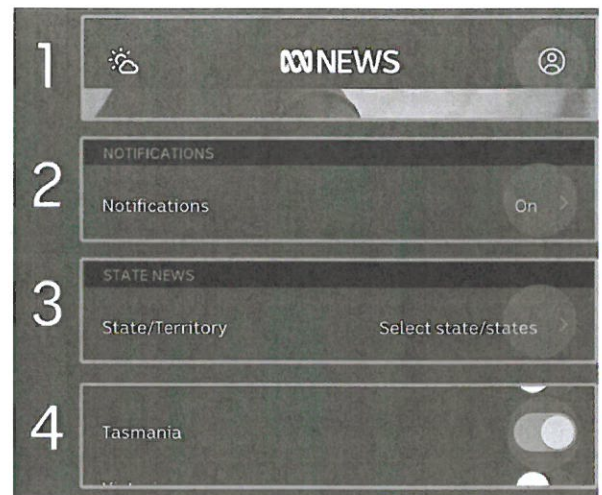 1
NEWS
2
NOTIFICATIONS
Notifications On
3
STATE NEWS
State/Territory Select state/states
4
Tasmania